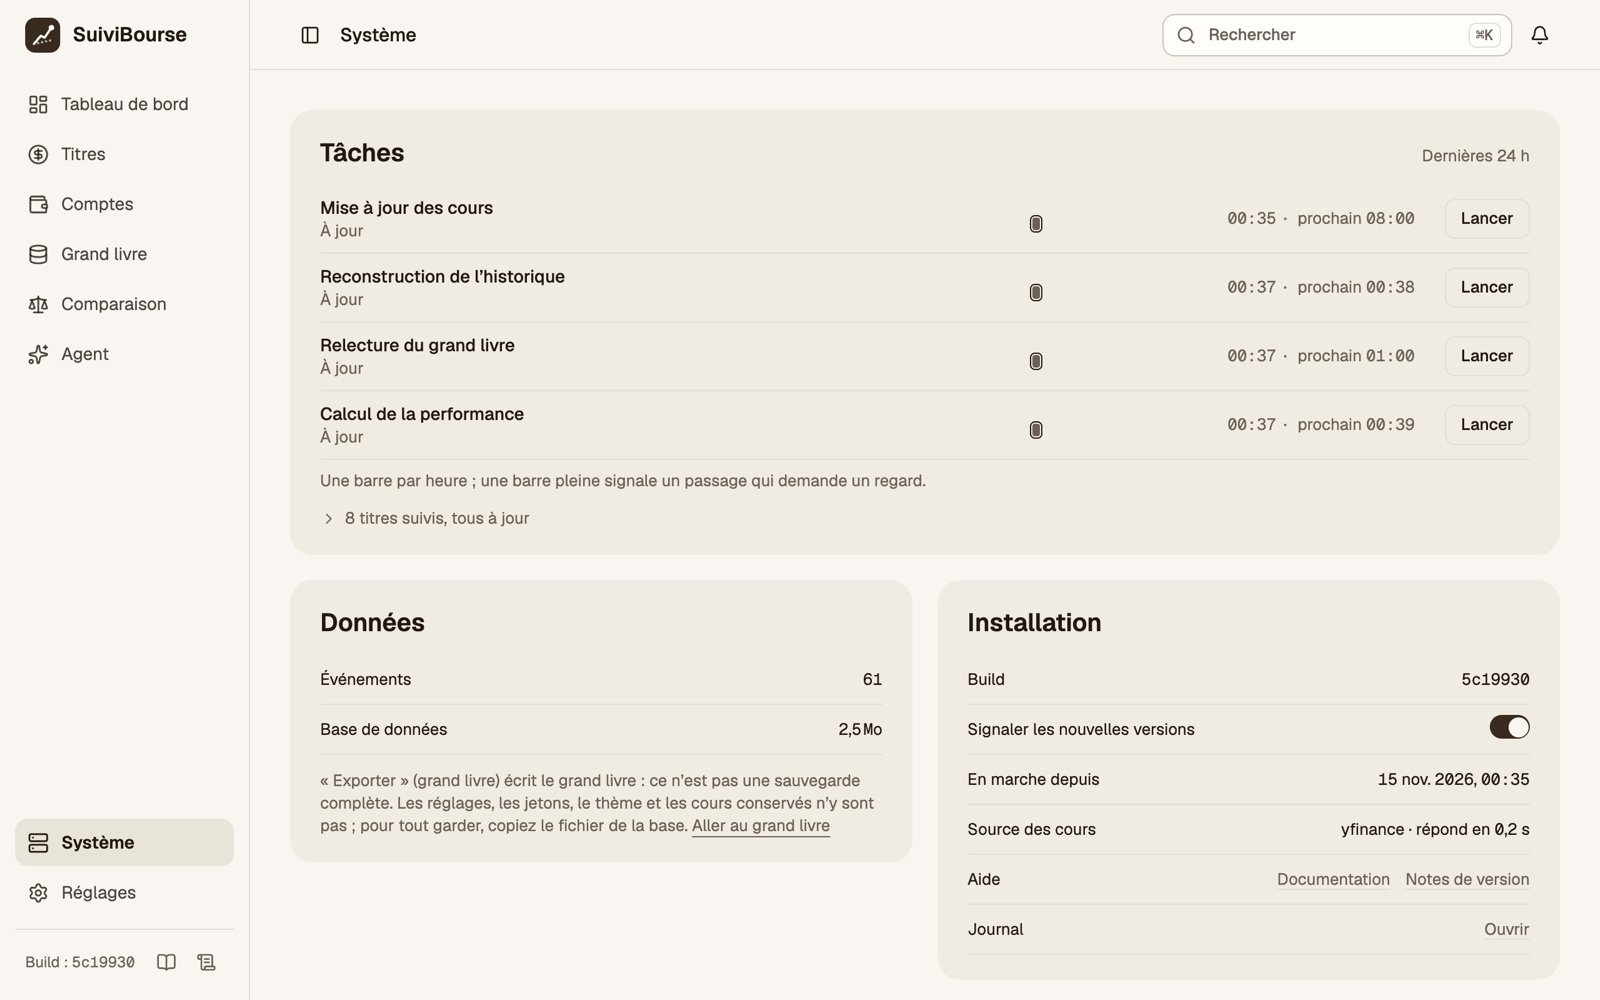 SuiviBourse
Système
Rechercher
⌘K
Tableau de bord
Titres
Comptes
Grand livre
Comparaison
Agent
Système
Réglages
Build : 5c19930
Tâches
Dernières 24 h
Mise à jour des cours
À jour
00:35 · prochain 08:00
Lancer
Reconstruction de l’historique
À jour
00:37 · prochain 00:38
Lancer
Relecture du grand livre
À jour
00:37 · prochain 01:00
Lancer
Calcul de la performance
À jour
00:37 · prochain 00:39
Lancer
Une barre par heure ; une barre pleine signale un passage qui demande un regard.
8 titres suivis, tous à jour
Données
Événements
61
Base de données
2,5 Mo
« Exporter » (grand livre) écrit le grand livre : ce n’est pas une sauvegarde
complète. Les réglages, les jetons, le thème et les cours conservés n’y sont
pas ; pour tout garder, copiez le fichier de la base. Aller au grand livre
Installation
Build
5c19930
Signaler les nouvelles versions
En marche depuis
15 nov. 2026, 00:35
Source des cours
yfinance · répond en 0,2 s
Aide
Documentation
Notes de version
Journal
Ouvrir